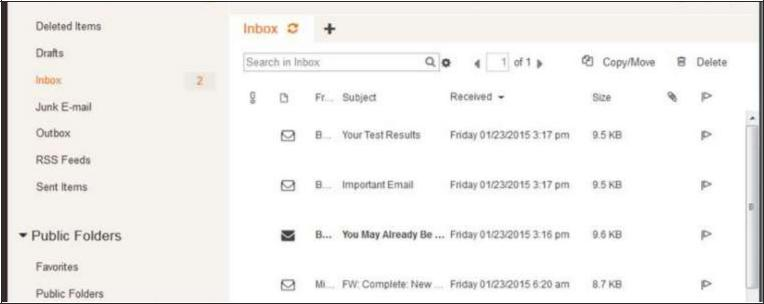 Deleted Items
Drafts
Inbox 2
Junk E-mail
Outbox
RSS Feeds
Sent Items
Public Folders
Favorites
Public Folders
Inbox
Search in Inbox
1 of 1
Copy/Move
Delete
Fr... Subject Received Size
B... Your Test Results Friday 01/23/2015 3:17 pm 9.5 KB
B... Important Email Friday 01/23/2015 3:17 pm 9.5 KB
B... You May Already Be ... Friday 01/23/2015 3:16 pm 9.6 KB
Mi... FW: Complete: New ... Friday 01/23/2015 6:20 am 8.7 KB